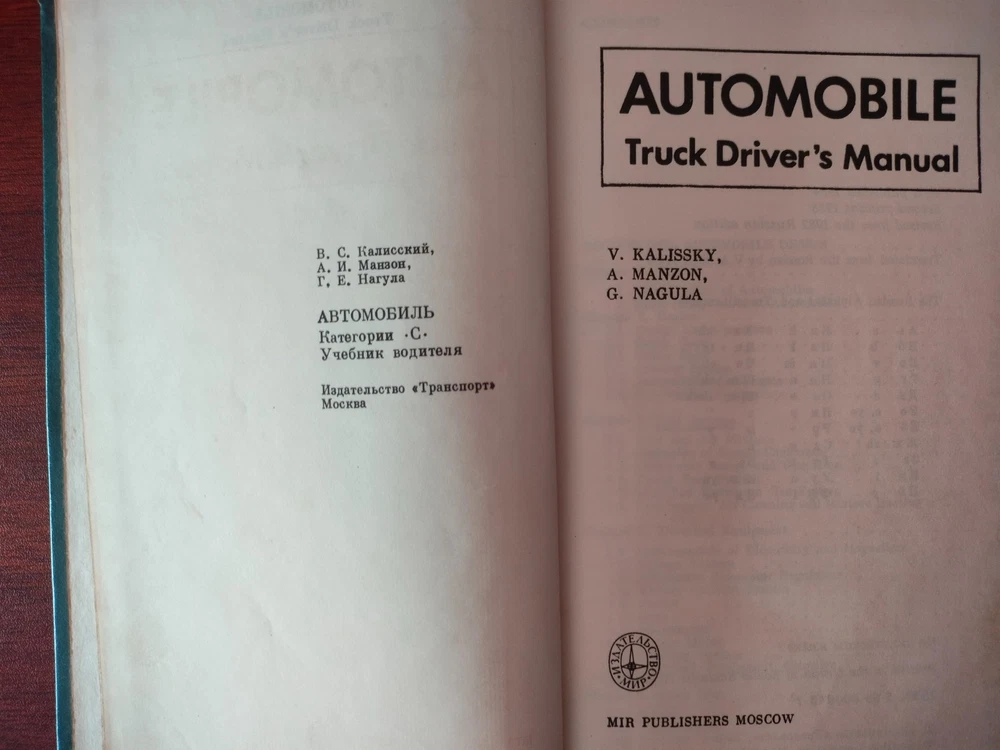 В. С. Калисский,
А. И. Манзон,
Г. Е. Нагула
АВТОМОБИЛЬ
Категории ·С·
Учебник водителя
Издательство «Транспорт»
Москва
AUTOMOBILE
Truck Driver's Manual
V. KALISSKY,
A. MANZON,
G. NAGULA
ИЗДАТЕЛЬСТВО
·МИР·
MIR PUBLISHERS MOSCOW